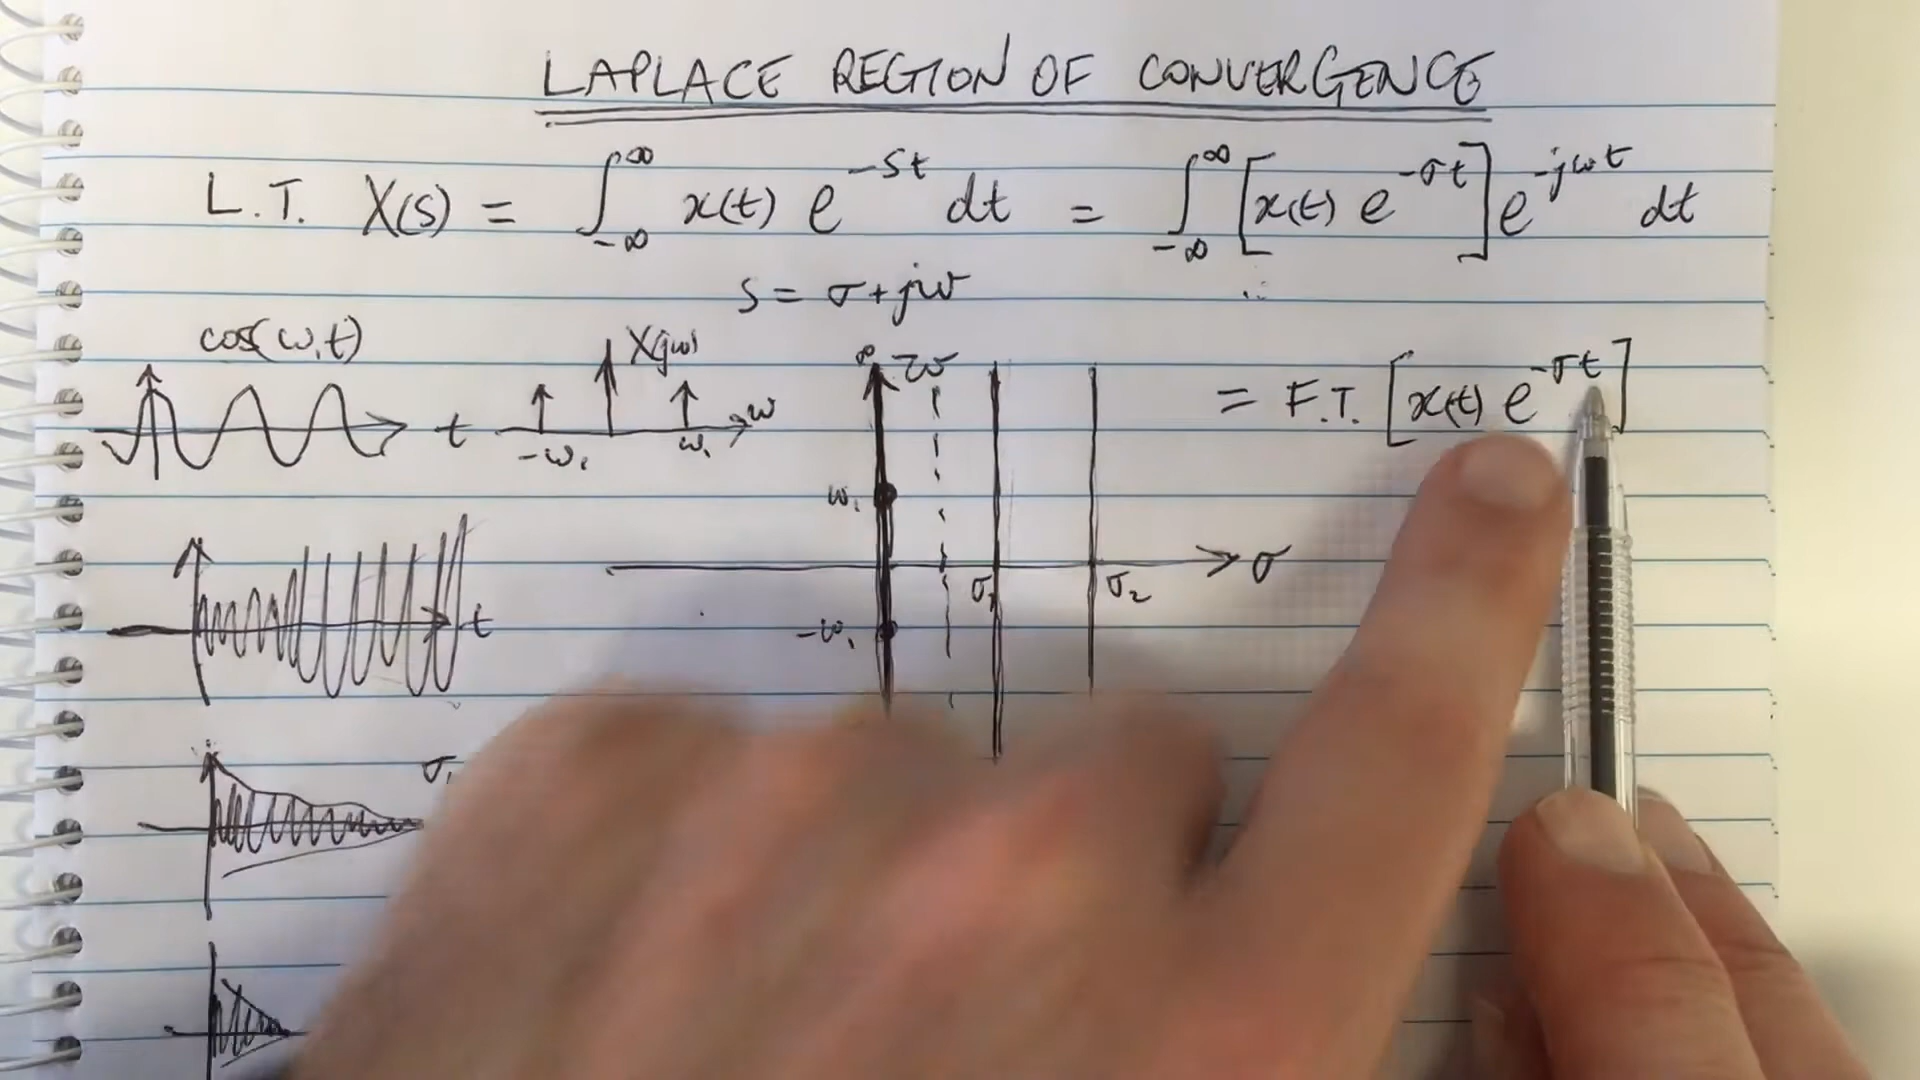 LAPLACE REGION OF CONVERGENCE
L.T. X(s) = ∫_{-∞}^{∞} x(t) e^{-st} dt = ∫_{-∞}^{∞} [x(t) e^{-σt}] e^{-jωt} dt
s = σ+jω
cos(ω₁t)
X(jω)
∞
= F.T. [x(t) e^{-σt}]
t
-ω₁
ω₁
ω
ω₁
σ₁
σ₂
σ
-ω₁
t
σ₁